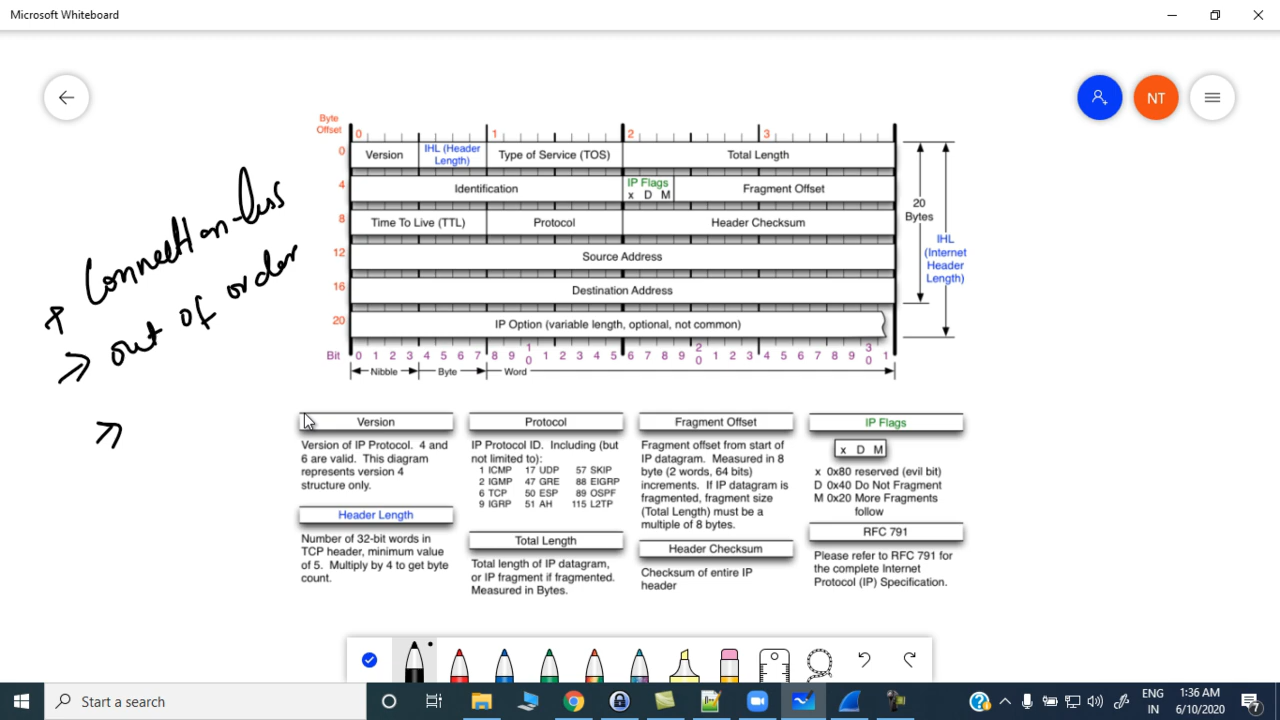 Microsoft Whiteboard
NT
Byte
Offset
0 1 2 3
0 Version IHL (Header Length) Type of Service (TOS) Total Length
4 Identification IP Flags x D M Fragment Offset
8 Time To Live (TTL) Protocol Header Checksum
12 Source Address
16 Destination Address
20 IP Option (variable length, optional, not common)
Bit 0 1 2 3 4 5 6 7 8 9 10 1 2 3 4 5 6 7 8 9 20 1 2 3 4 5 6 7 8 9 30 1
Nibble Byte Word
20
Bytes
IHL
(Internet
Header
Length)
Connection-less
out of order
Version
Version of IP Protocol. 4 and
6 are valid. This diagram
represents version 4
structure only.
Header Length
Number of 32-bit words in
TCP header, minimum value
of 5. Multiply by 4 to get byte
count.
Protocol
IP Protocol ID. Including (but
not limited to):
1 ICMP 17 UDP 57 SKIP
2 IGMP 47 GRE 88 EIGRP
6 TCP 50 ESP 89 OSPF
9 IGRP 51 AH 115 L2TP
Total Length
Total length of IP datagram,
or IP fragment if fragmented.
Measured in Bytes.
Fragment Offset
Fragment offset from start of
IP datagram. Measured in 8
byte (2 words, 64 bits)
increments. If IP datagram is
fragmented, fragment size
(Total Length) must be a
multiple of 8 bytes.
Header Checksum
Checksum of entire IP
header
IP Flags
x D M
x 0x80 reserved (evil bit)
D 0x40 Do Not Fragment
M 0x20 More Fragments
follow
RFC 791
Please refer to RFC 791 for
the complete Internet
Protocol (IP) Specification.
Start a search
ENG
IN
1:36 AM
6/10/2020
7